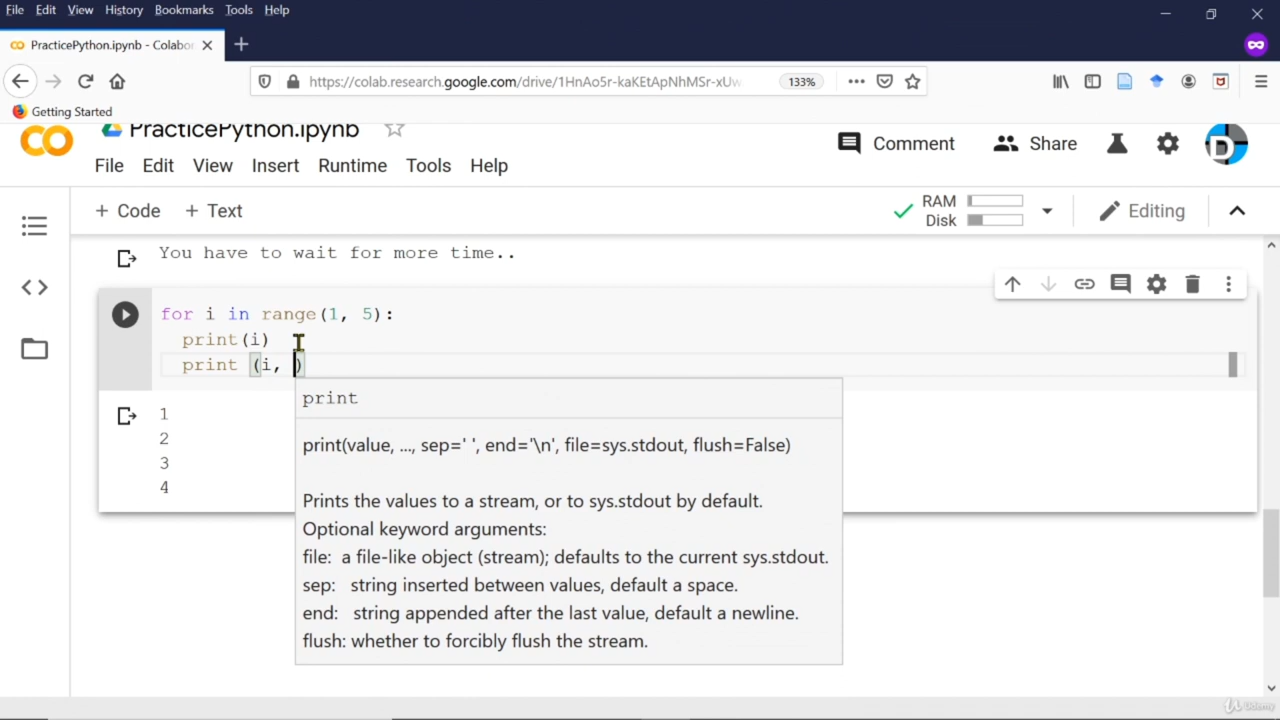 File Edit View History Bookmarks Tools Help
PracticePython.ipynb - Colabor
https://colab.research.google.com/drive/1HnAo5r-kaKEtApNhMSr-xUw 133%
Getting Started
PracticePython.ipynb
Comment Share
File Edit View Insert Runtime Tools Help
+ Code + Text RAM Disk Editing
You have to wait for more time..
for i in range(1, 5):
print(i)
print (i, )
1
2
3
4
print
print(value, ..., sep=' ', end='\n', file=sys.stdout, flush=False)
Prints the values to a stream, or to sys.stdout by default.
Optional keyword arguments:
file: a file-like object (stream); defaults to the current sys.stdout.
sep: string inserted between values, default a space.
end: string appended after the last value, default a newline.
flush: whether to forcibly flush the stream.
Udemy